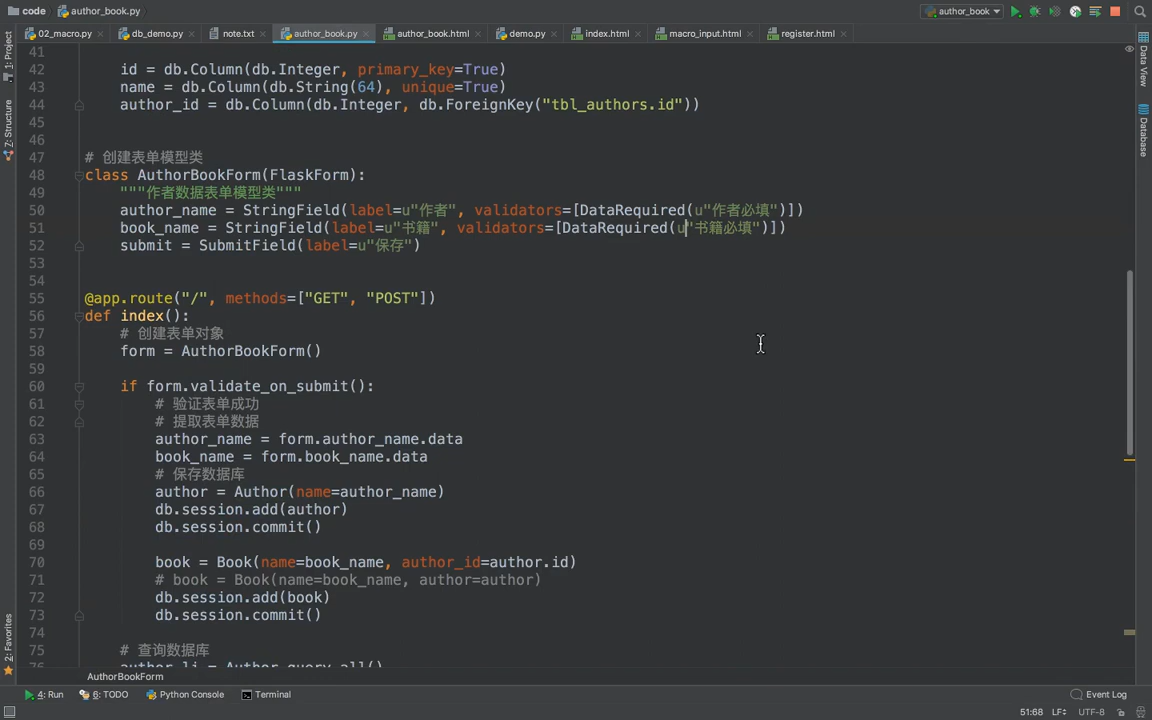 code author_book.py author_book
02_macro.py db_demo.py note.txt author_book.py author_book.html demo.py index.html macro_input.html register.html
1: Project
Z: Structure
2: Favorites
Data View
Database
41
42 id = db.Column(db.Integer, primary_key=True)
43 name = db.Column(db.String(64), unique=True)
44 author_id = db.Column(db.Integer, db.ForeignKey("tbl_authors.id"))
45
46
47 # 创建表单模型类
48 class AuthorBookForm(FlaskForm):
49 """作者数据表单模型类"""
50 author_name = StringField(label=u"作者", validators=[DataRequired(u"作者必填")])
51 book_name = StringField(label=u"书籍", validators=[DataRequired(u"书籍必填")])
52 submit = SubmitField(label=u"保存")
53
54
55 @app.route("/", methods=["GET", "POST"])
56 def index():
57 # 创建表单对象
58 form = AuthorBookForm()
59
60 if form.validate_on_submit():
61 # 验证表单成功
62 # 提取表单数据
63 author_name = form.author_name.data
64 book_name = form.book_name.data
65 # 保存数据库
66 author = Author(name=author_name)
67 db.session.add(author)
68 db.session.commit()
69
70 book = Book(name=book_name, author_id=author.id)
71 # book = Book(name=book_name, author=author)
72 db.session.add(book)
73 db.session.commit()
74
75 # 查询数据库
76 author_li = Author.query.all()
AuthorBookForm
4: Run 6: TODO Python Console Terminal Event Log
51:68 LF÷ UTF-8